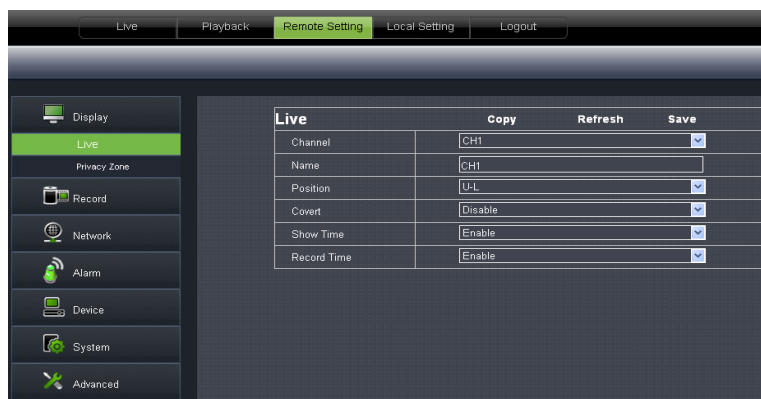 Live Playback Remote Setting Local Setting Logout
Display
Live
Privacy Zone
Record
Network
Alarm
Device
System
Advanced
Live Copy Refresh Save
Channel CH1
Name CH1
Position U-L
Covert Disable
Show Time Enable
Record Time Enable